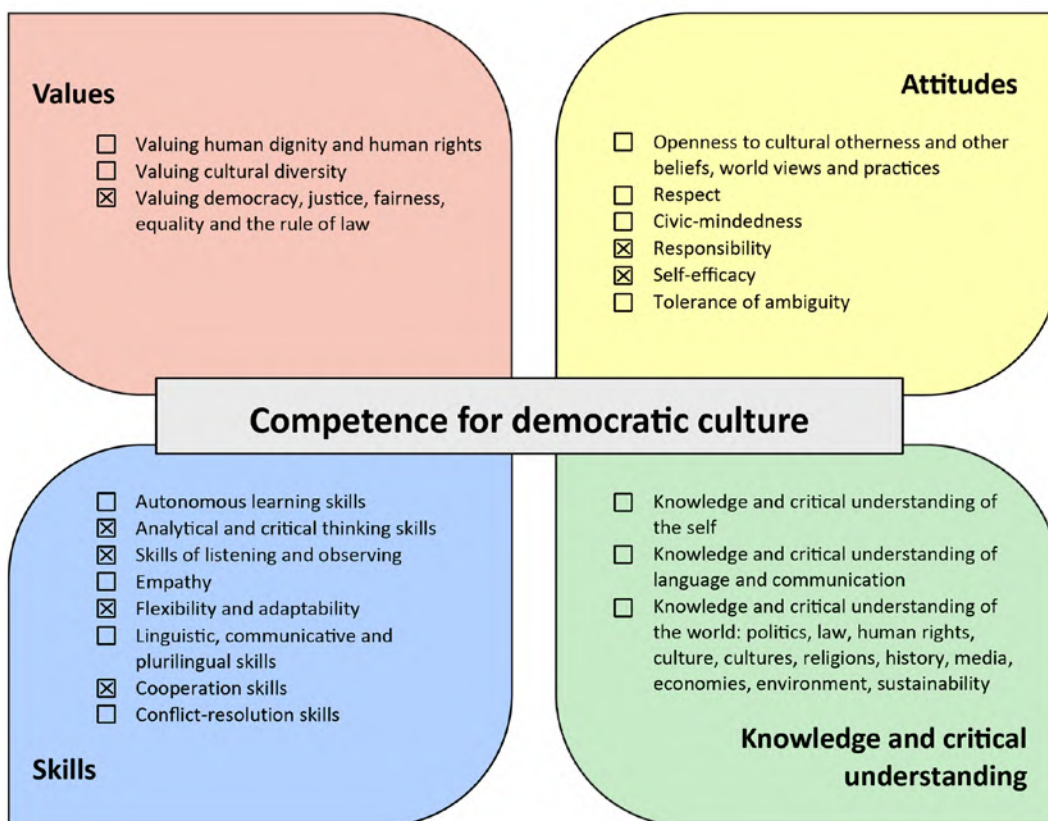 Values
☐ Valuing human dignity and human rights
☐ Valuing cultural diversity
☒ Valuing democracy, justice, fairness,
equality and the rule of law
Attitudes
☐ Openness to cultural otherness and other
beliefs, world views and practices
☐ Respect
☐ Civic-mindedness
☒ Responsibility
☒ Self-efficacy
☐ Tolerance of ambiguity
Competence for democratic culture
☐ Autonomous learning skills
☒ Analytical and critical thinking skills
☒ Skills of listening and observing
☐ Empathy
☒ Flexibility and adaptability
☐ Linguistic, communicative and
plurilingual skills
☒ Cooperation skills
☐ Conflict-resolution skills
Skills
☐ Knowledge and critical understanding of
the self
☐ Knowledge and critical understanding of
language and communication
☐ Knowledge and critical understanding of
the world: politics, law, human rights,
culture, cultures, religions, history, media,
economies, environment, sustainability
Knowledge and critical
understanding